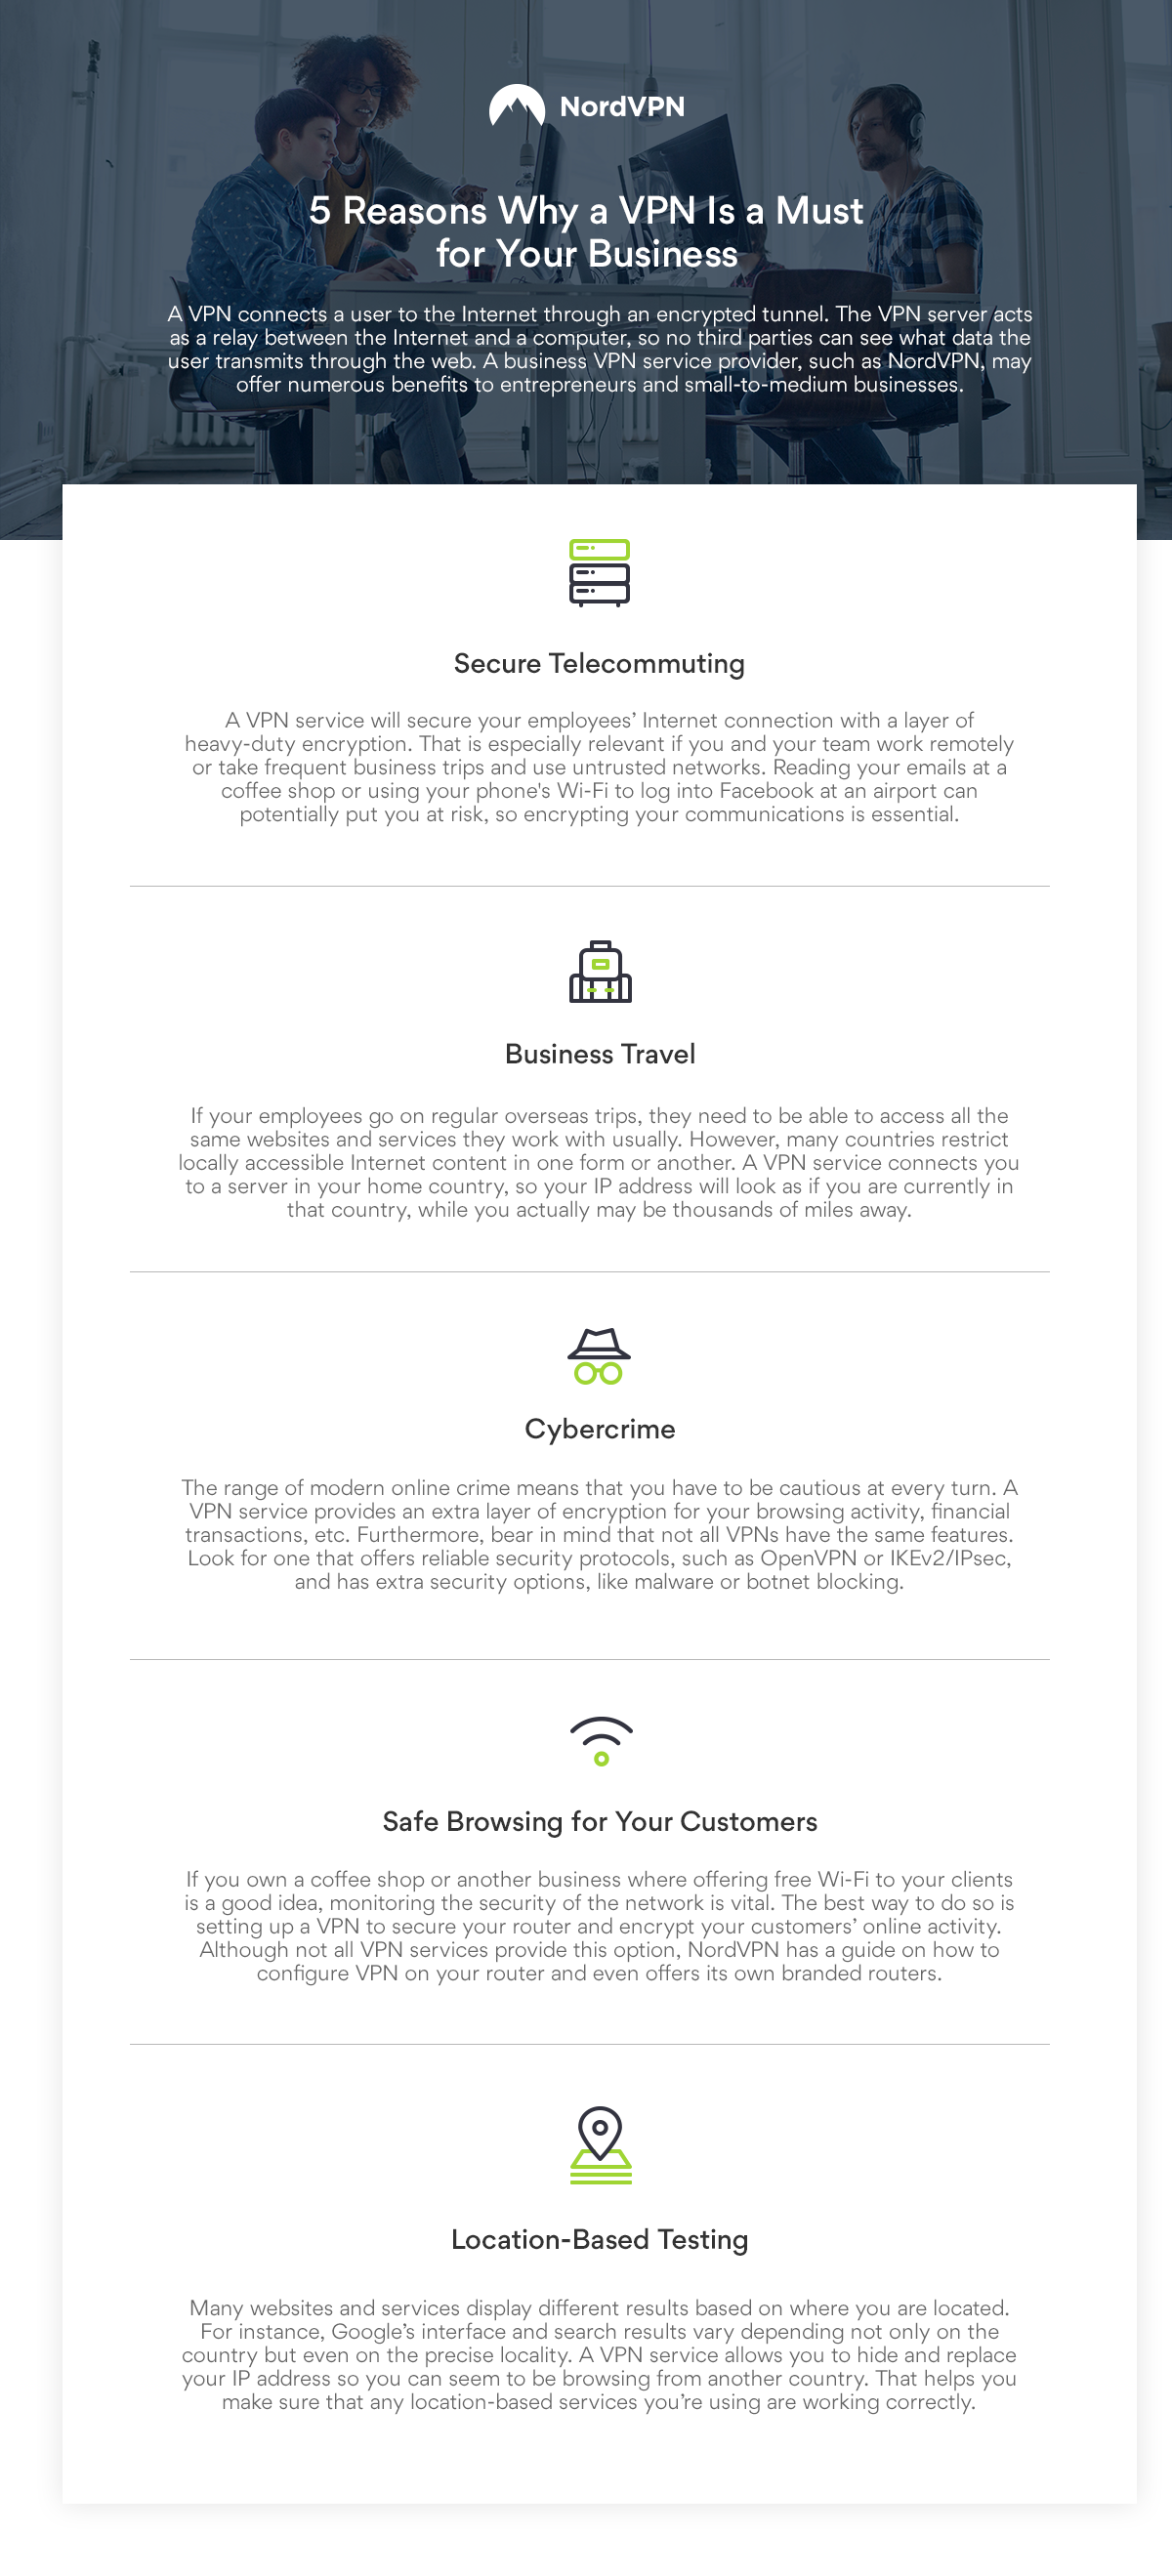 NordVPN
5 Reasons Why a VPN Is a Must
for Your Business
A VPN connects a user to the Internet through an encrypted tunnel. The VPN server acts
as a relay between the Internet and a computer, so no third parties can see what data the
user transmits through the web. A business VPN service provider, such as NordVPN, may
offer numerous benefits to entrepreneurs and small-to-medium businesses.
Secure Telecommuting
A VPN service will secure your employees’ Internet connection with a layer of
heavy-duty encryption. That is especially relevant if you and your team work remotely
or take frequent business trips and use untrusted networks. Reading your emails at a
coffee shop or using your phone's Wi-Fi to log into Facebook at an airport can
potentially put you at risk, so encrypting your communications is essential.
Business Travel
If your employees go on regular overseas trips, they need to be able to access all the
same websites and services they work with usually. However, many countries restrict
locally accessible Internet content in one form or another. A VPN service connects you
to a server in your home country, so your IP address will look as if you are currently in
that country, while you actually may be thousands of miles away.
Cybercrime
The range of modern online crime means that you have to be cautious at every turn. A
VPN service provides an extra layer of encryption for your browsing activity, financial
transactions, etc. Furthermore, bear in mind that not all VPNs have the same features.
Look for one that offers reliable security protocols, such as OpenVPN or IKEv2/IPsec,
and has extra security options, like malware or botnet blocking.
Safe Browsing for Your Customers
If you own a coffee shop or another business where offering free Wi-Fi to your clients
is a good idea, monitoring the security of the network is vital. The best way to do so is
setting up a VPN to secure your router and encrypt your customers’ online activity.
Although not all VPN services provide this option, NordVPN has a guide on how to
configure VPN on your router and even offers its own branded routers.
Location-Based Testing
Many websites and services display different results based on where you are located.
For instance, Google’s interface and search results vary depending not only on the
country but even on the precise locality. A VPN service allows you to hide and replace
your IP address so you can seem to be browsing from another country. That helps you
make sure that any location-based services you’re using are working correctly.